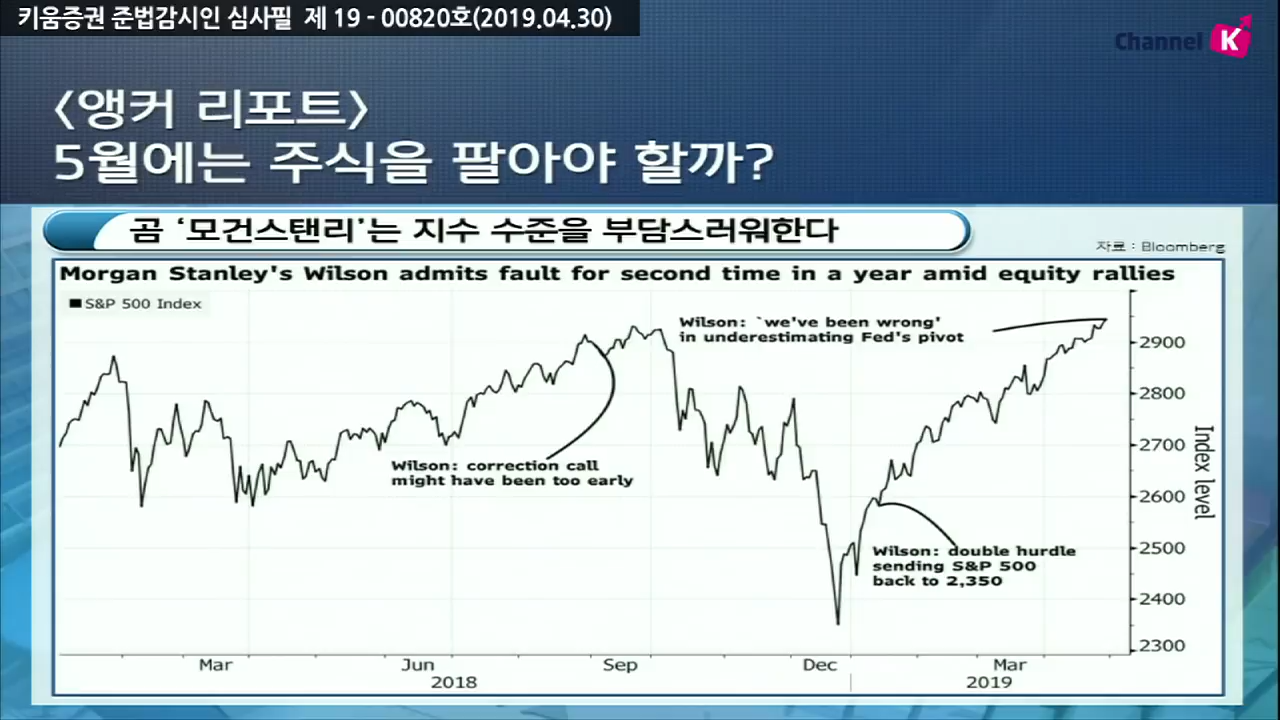 키움증권 준법감시인 심사필 제 19 - 00820호(2019.04.30)
Channel K
<앵커 리포트>
5월에는 주식을 팔아야 할까?
곰 ‘모건스탠리’는 지수 수준을 부담스러워한다
자료 : Bloomberg
Morgan Stanley's Wilson admits fault for second time in a year amid equity rallies
S&P 500 Index
Wilson: `we've been wrong'
in underestimating Fed's pivot
Wilson: correction call
might have been too early
Wilson: double hurdle
sending S&P 500
back to 2,350
2900
2800
2700
2600
2500
2400
2300
Index level
Mar
Jun
Sep
Dec
Mar
2018
2019